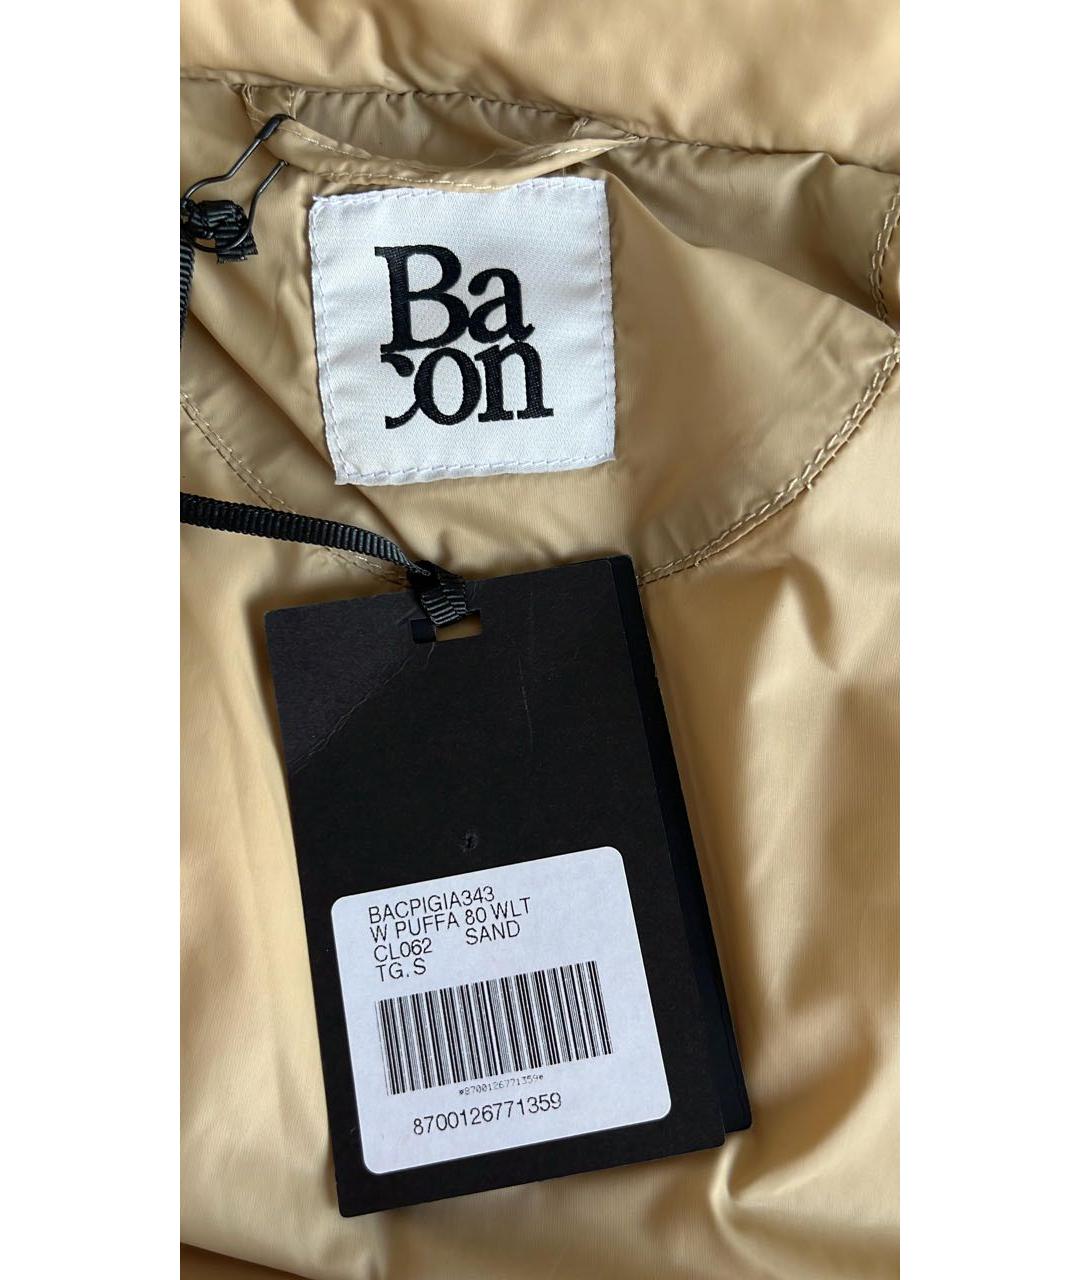 Ba
con
BACPIGIA343
W PUFFA 80 WLT
CL062 SAND
TG. S
*8700126771359*
8700126771359